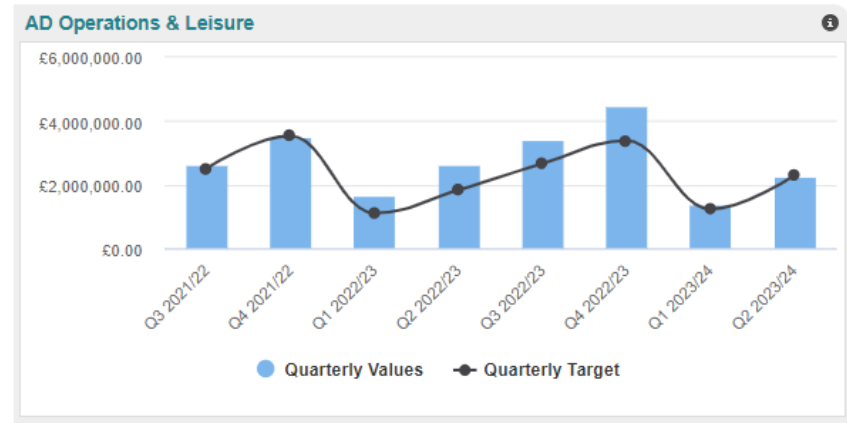 AD Operations & Leisure
£6,000,000.00
£4,000,000.00
£2,000,000.00
£0.00
Q3 2021/22
Q4 2021/22
Q1 2022/23
Q2 2022/23
Q3 2022/23
Q4 2022/23
Q1 2023/24
Q2 2023/24
Quarterly Values
Quarterly Target